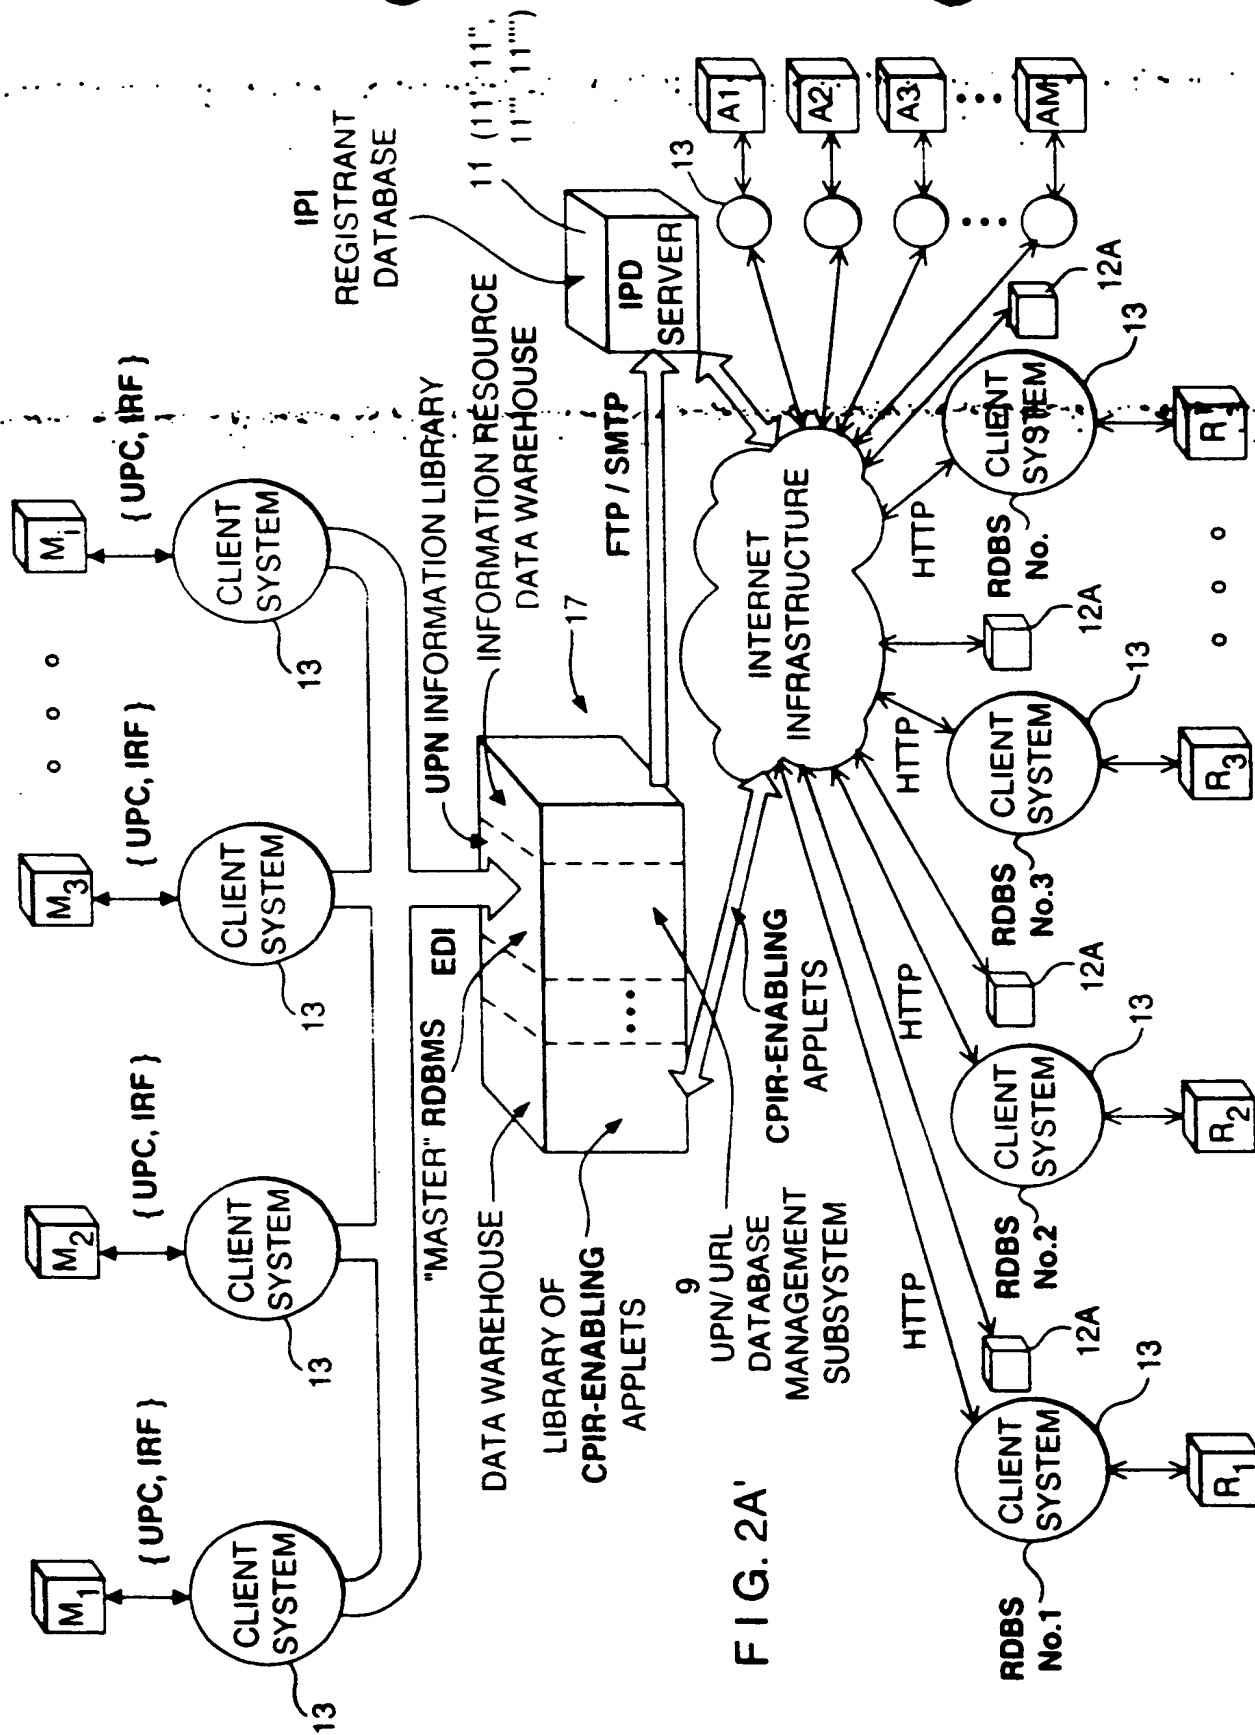 M1
M2
M3
Mi
{ UPC, IRF }
{ UPC, IRF }
{ UPC, IRF }
{ UPC, IRF }
CLIENT
SYSTEM
13
CLIENT
SYSTEM
13
CLIENT
SYSTEM
13
CLIENT
SYSTEM
13
EDI
"MASTER" RDBMS
DATA WAREHOUSE
LIBRARY OF
CPIR-ENABLING
APPLETS
UPN INFORMATION LIBRARY
INFORMATION RESOURCE
DATA WAREHOUSE
17
9
UPN/ URL
DATABASE
MANAGEMENT
SUBSYSTEM
CPIR-ENABLING
APPLETS
FTP / SMTP
IPI
REGISTRANT
DATABASE
11 (11', 11'',
11''', 11'''')
IPD
SERVER
INTERNET
INFRASTRUCTURE
A1
A2
A3
AM
13
HTTP
HTTP
HTTP
HTTP
12A
12A
12A
12A
RDBS
No.1
CLIENT
SYSTEM
13
R1
RDBS
No.2
CLIENT
SYSTEM
13
R2
RDBS
No.3
CLIENT
SYSTEM
13
R3
RDBS
No.
CLIENT
SYSTEM
13
R
FIG. 2A'